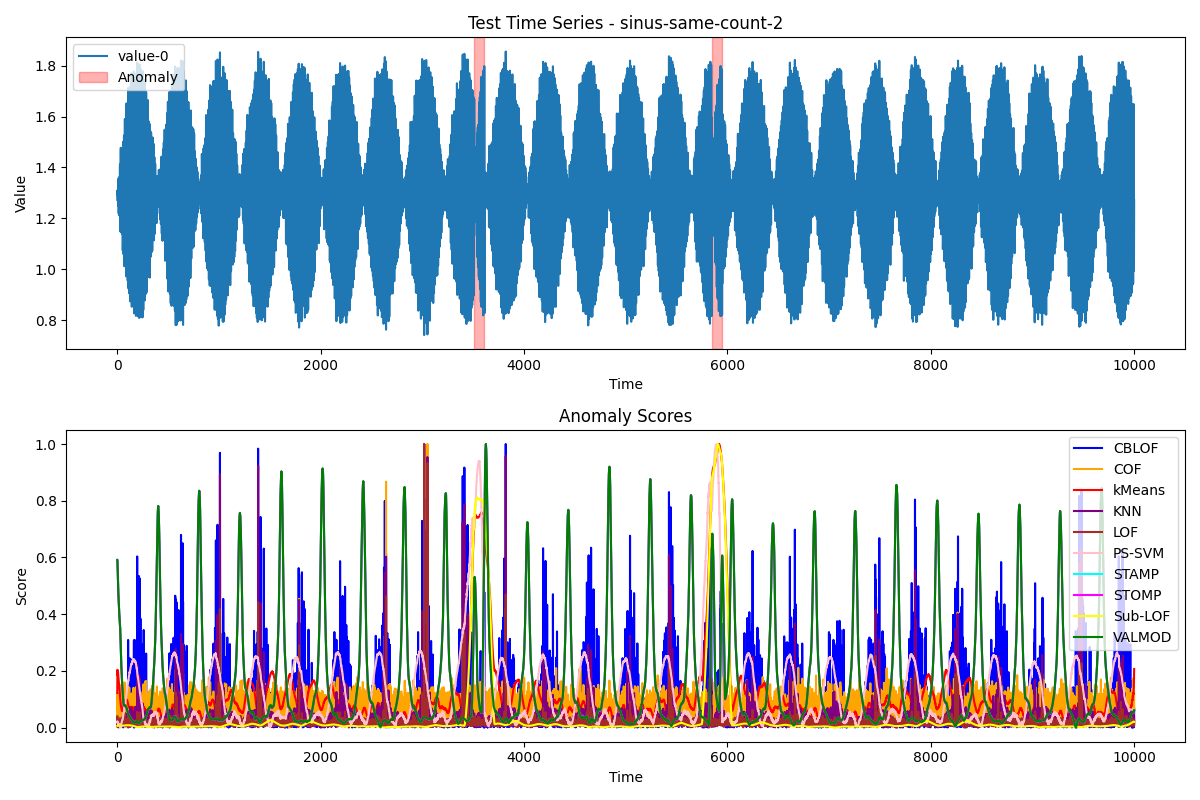 Test Time Series - sinus-same-count-2
value-0
Anomaly
Value
1.8
1.6
1.4
1.2
1.0
0.8
0
2000
4000
6000
8000
10000
Time
Anomaly Scores
CBLOF
COF
kMeans
KNN
LOF
PS-SVM
STAMP
STOMP
Sub-LOF
VALMOD
Score
1.0
0.8
0.6
0.4
0.2
0.0
0
2000
4000
6000
8000
10000
Time